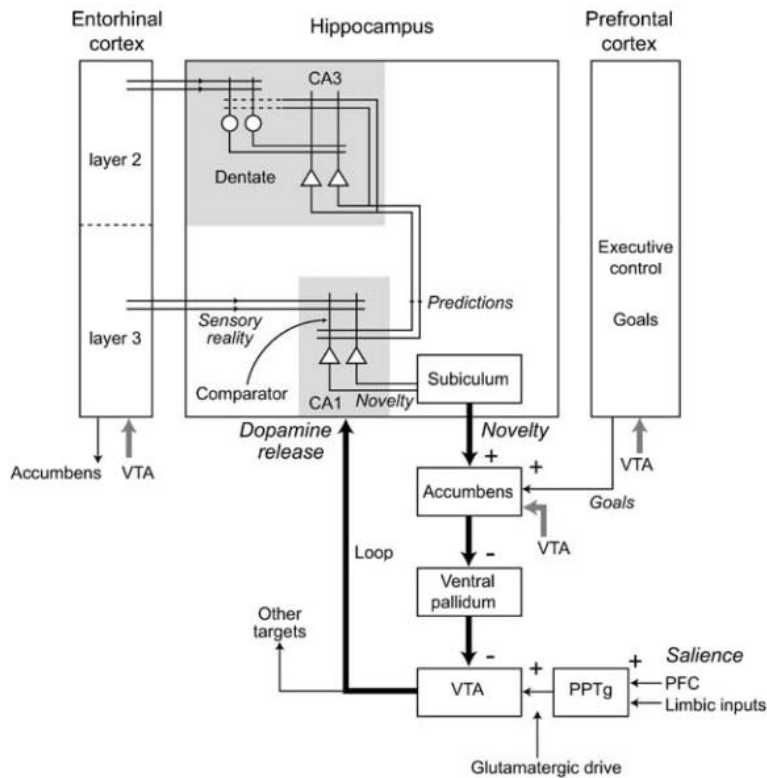 Entorhinal
cortex
Hippocampus
Prefrontal
cortex
CA3
layer 2
Dentate
Executive
control
Goals
Predictions
Sensory
reality
layer 3
Comparator
Subiculum
CA1
Novelty
Dopamine
release
Novelty
+
+
Accumbens
VTA
Accumbens
VTA
Goals
VTA
-
Loop
Ventral
pallidum
Other
targets
-
+
+
Salience
VTA
PPTg
PFC
Limbic inputs
Glutamatergic drive